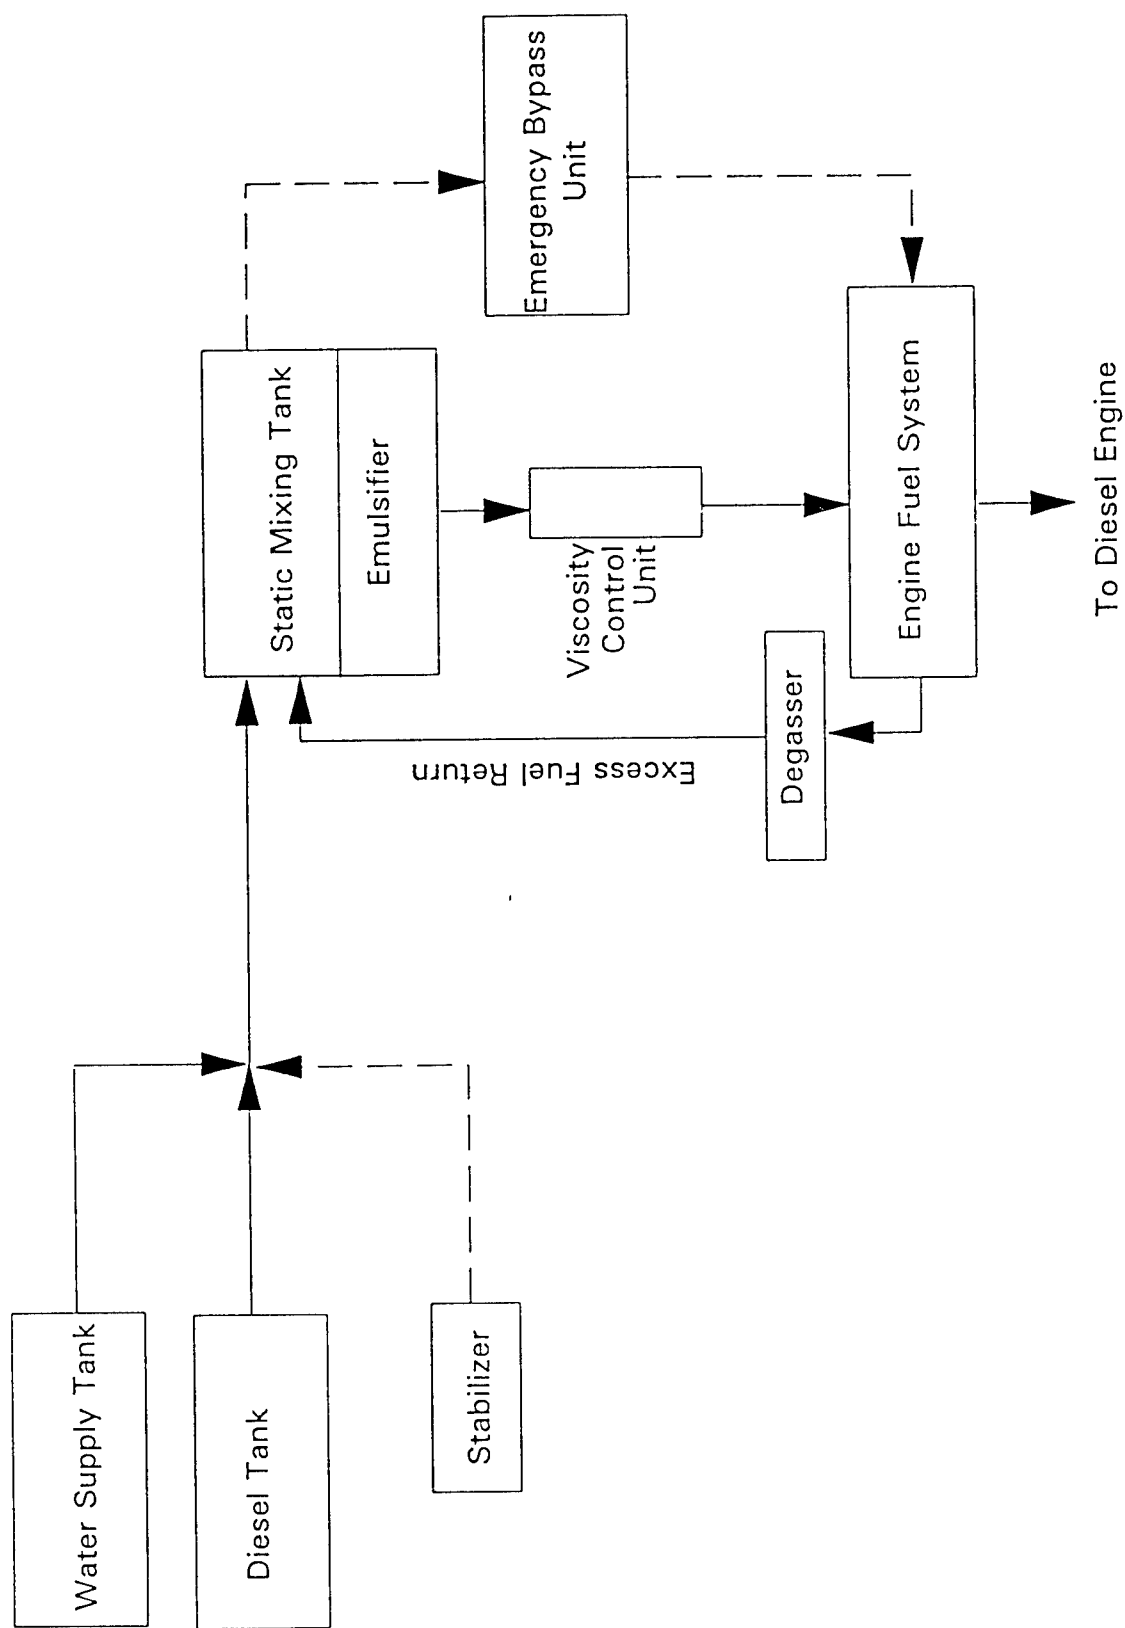 Water Supply Tank
Diesel Tank
Stabilizer
Static Mixing Tank
Emulsifier
Viscosity
Control
Unit
Excess Fuel Return
Degasser
Emergency Bypass
Unit
Engine Fuel System
To Diesel Engine